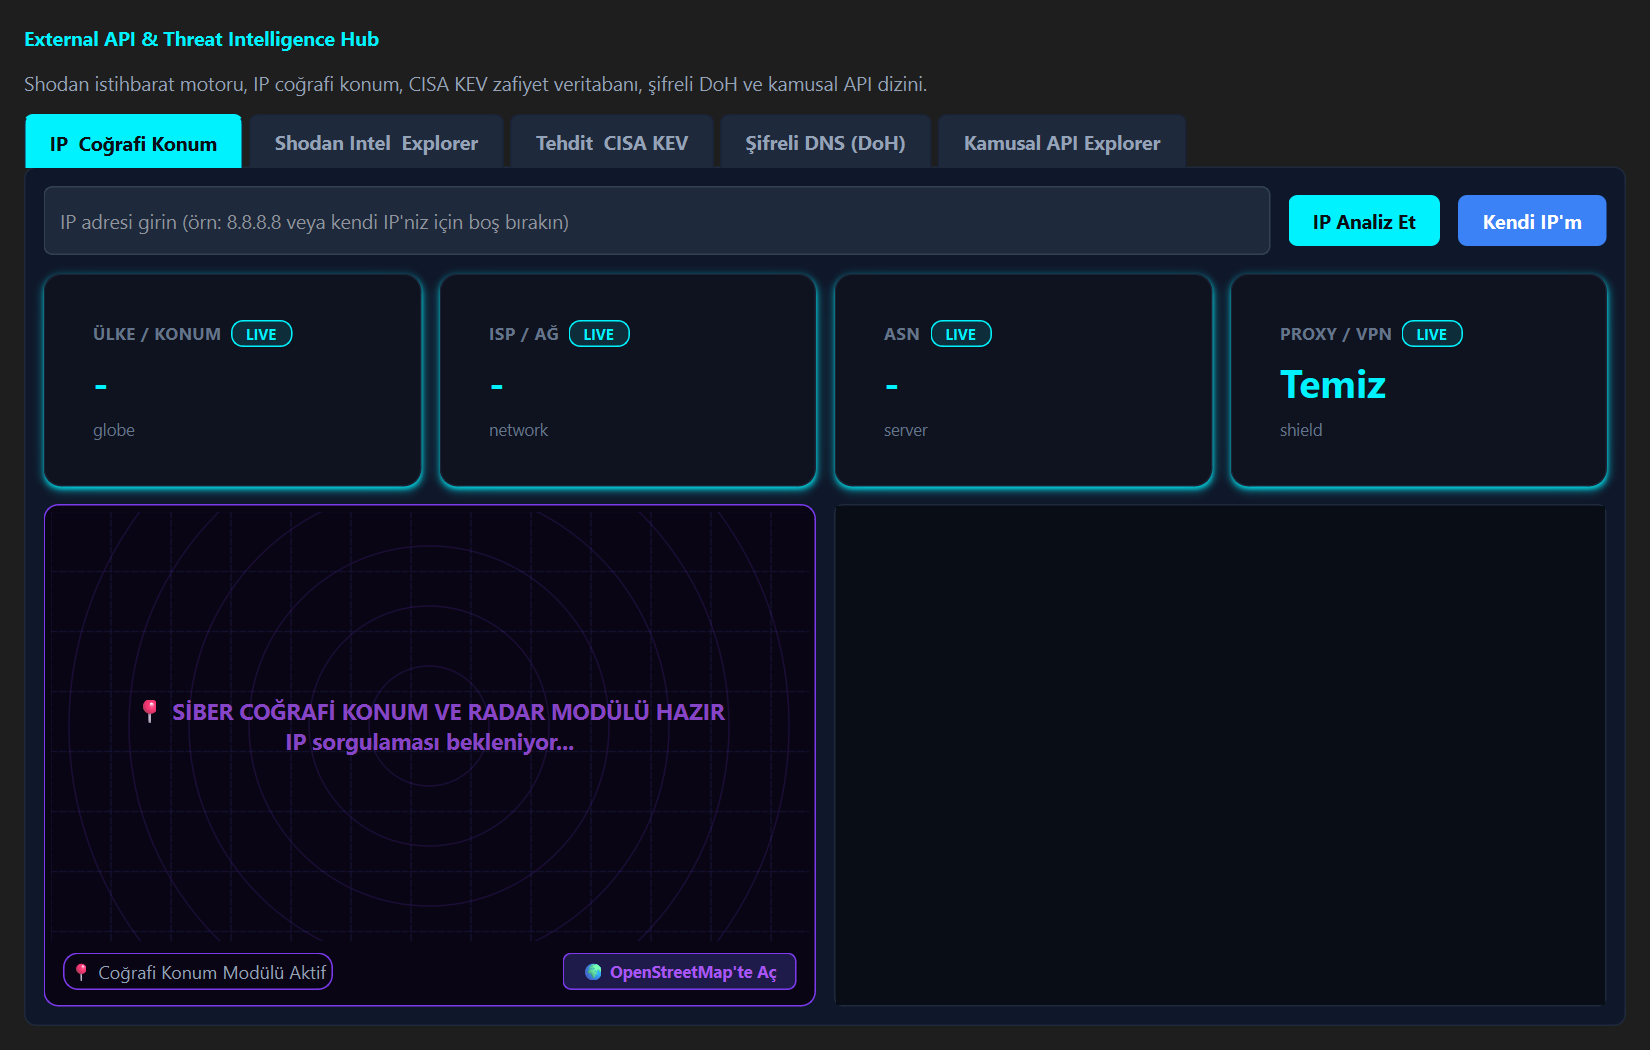 External API & Threat Intelligence Hub
Shodan istihbarat motoru, IP coğrafi konum, CISA KEV zafiyet veritabanı, şifreli DoH ve kamusal API dizini.
IP  Coğrafi Konum
Shodan Intel  Explorer
Tehdit  CISA KEV
Şifreli DNS (DoH)
Kamusal API Explorer
IP adresi girin (örn: 8.8.8.8 veya kendi IP'niz için boş bırakın)
IP Analiz Et
Kendi IP'm
ÜLKE / KONUM LIVE
-
globe
ISP / AĞ LIVE
-
network
ASN LIVE
-
server
PROXY / VPN LIVE
Temiz
shield
📍 SİBER COĞRAFİ KONUM VE RADAR MODÜLÜ HAZIR
IP sorgulaması bekleniyor...
📍 Coğrafi Konum Modülü Aktif
🌍 OpenStreetMap'te Aç